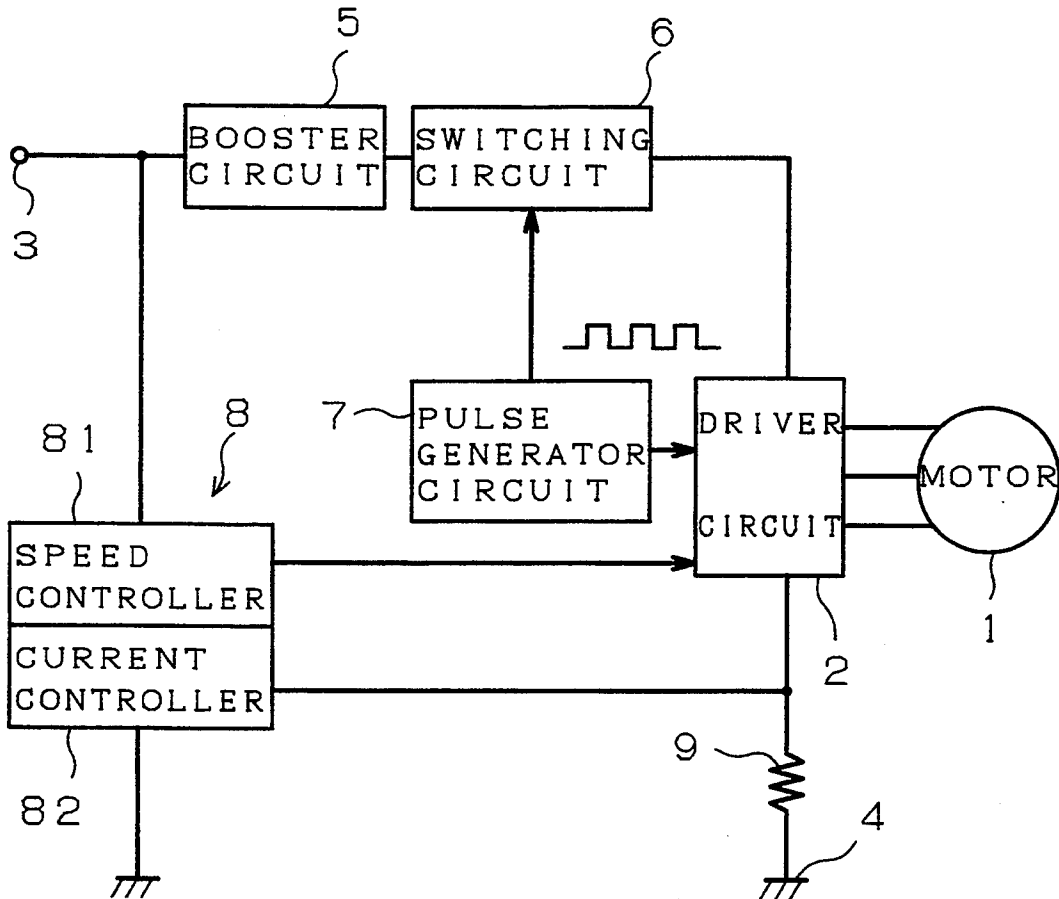 5
6
BOOSTER
CIRCUIT
SWITCHING
CIRCUIT
3
7
PULSE
GENERATOR
CIRCUIT
DRIVER
CIRCUIT
MOTOR
8
81
SPEED
CONTROLLER
1
2
CURRENT
CONTROLLER
82
9
4